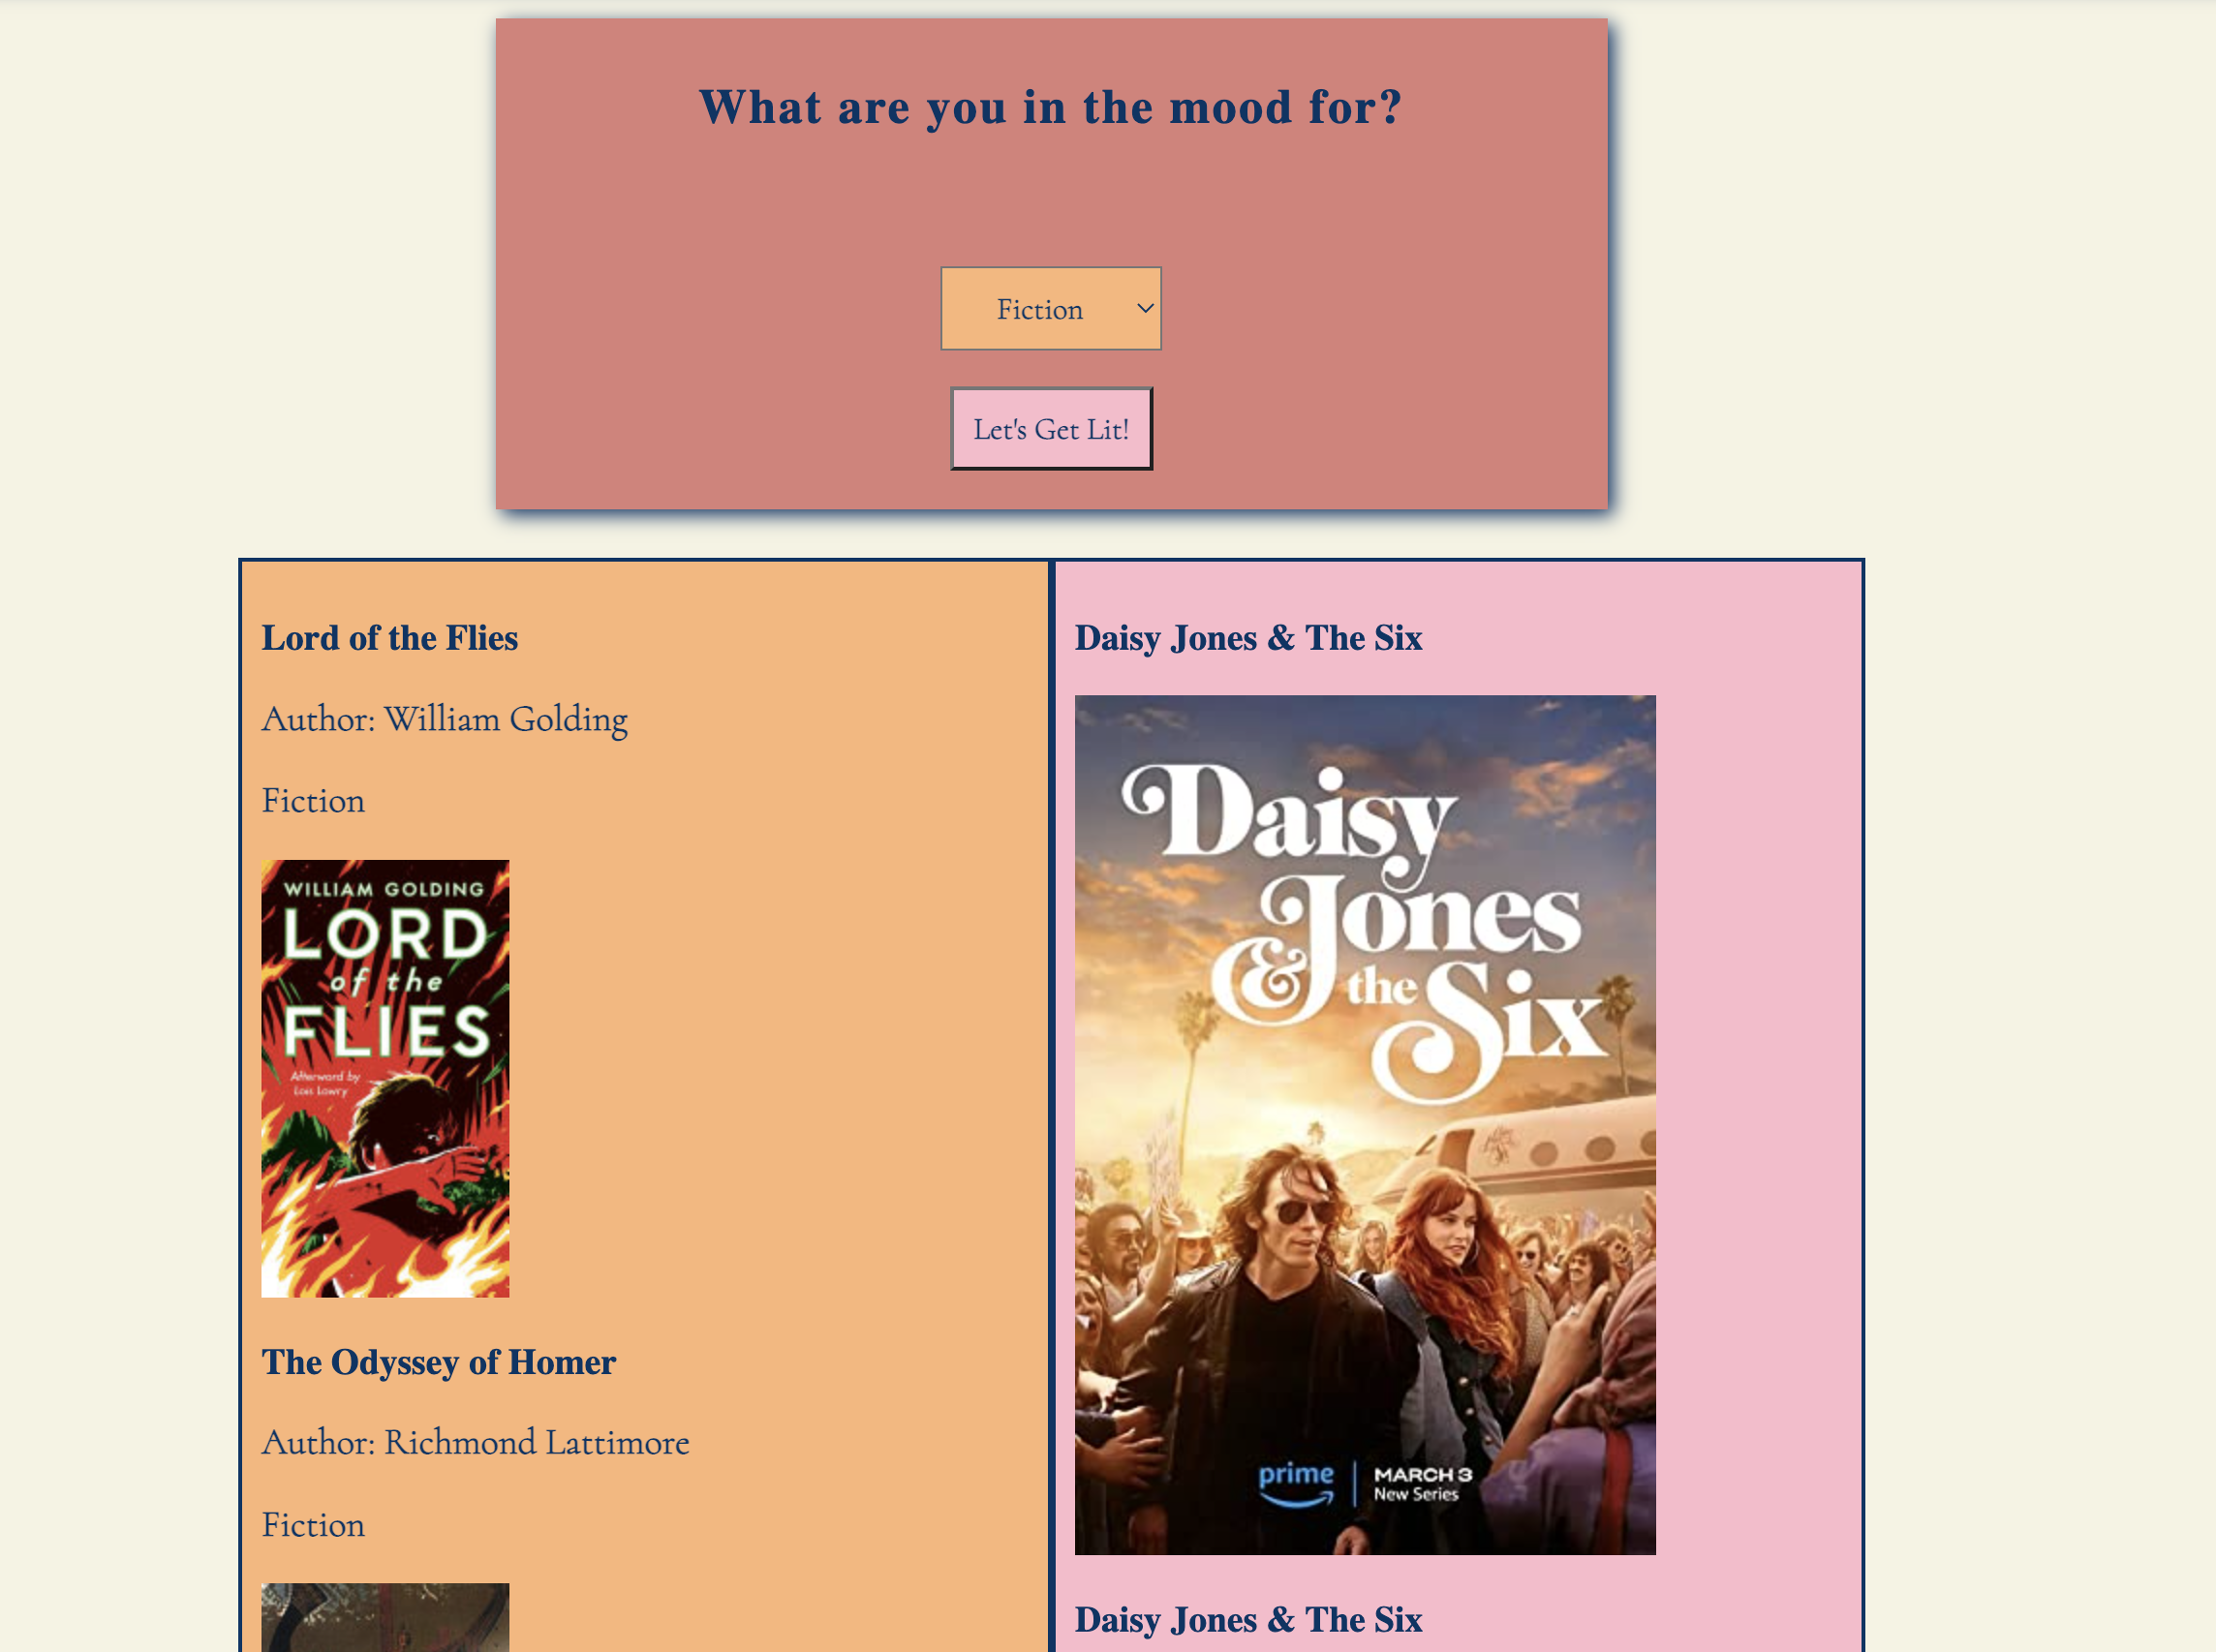 What are you in the mood for?
Fiction
Let's Get Lit!
Lord of the Flies
Author: William Golding
Fiction
WILLIAM GOLDING
LORD
of the
FLIES
Afterword by
Lois Lowry
The Odyssey of Homer
Author: Richmond Lattimore
Fiction
Daisy Jones & The Six
Daisy
Jones
& the Six
prime
MARCH 3
New Series
Daisy Jones & The Six